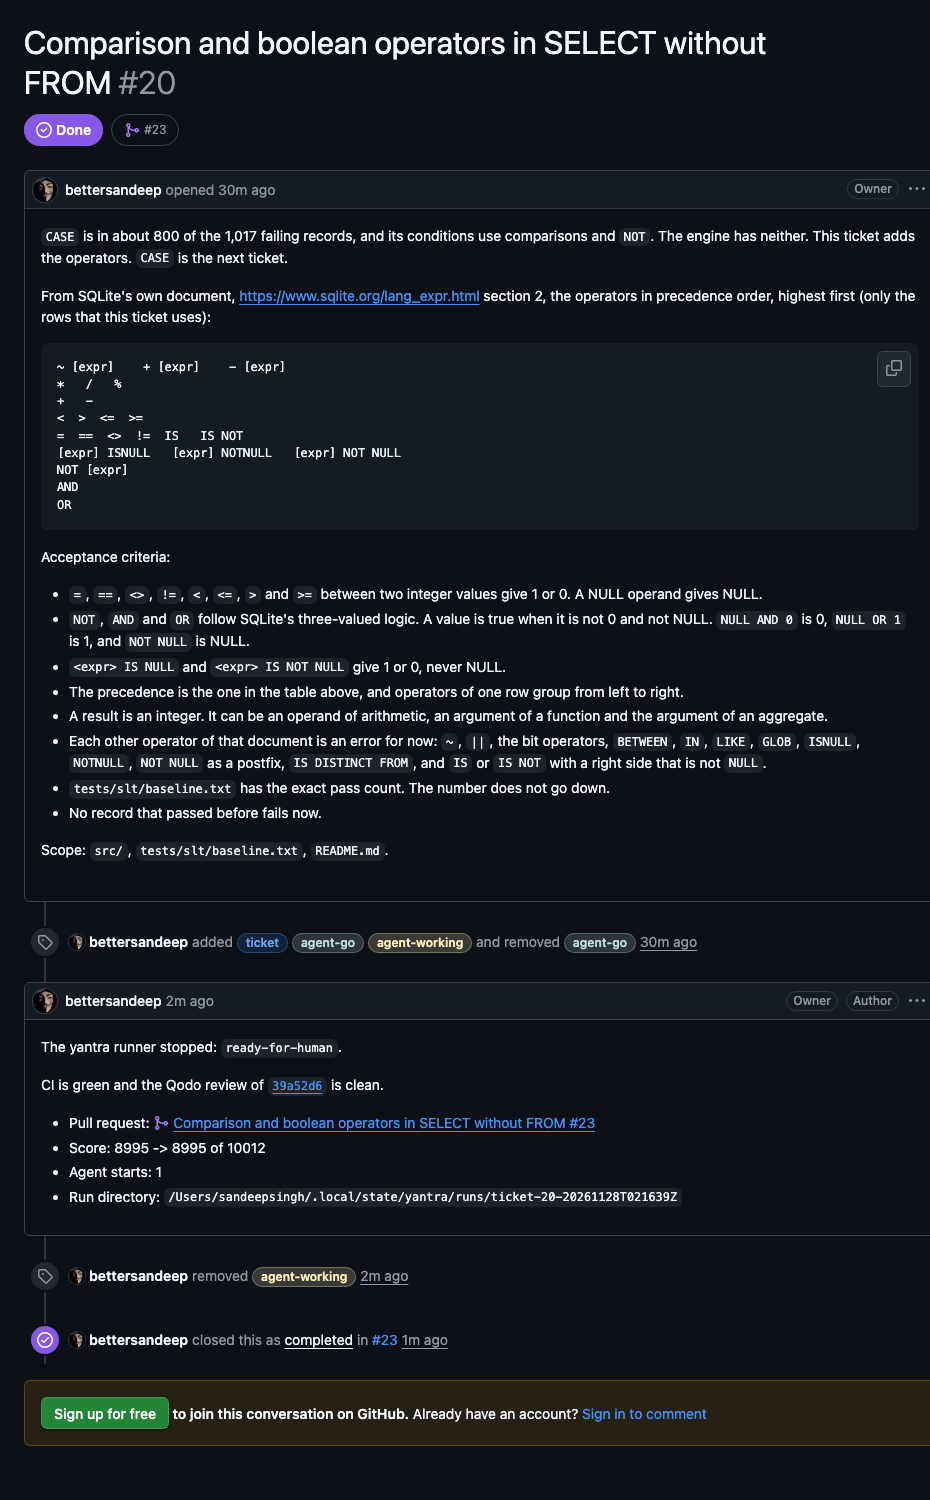 Comparison and boolean operators in SELECT without
FROM #20
Done
#23
bettersandeep opened 30m ago
Owner
CASE is in about 800 of the 1,017 failing records, and its conditions use comparisons and NOT. The engine has neither. This ticket adds
the operators. CASE is the next ticket.
From SQLite's own document, https://www.sqlite.org/lang_expr.html section 2, the operators in precedence order, highest first (only the
rows that this ticket uses):
~ [expr]    + [expr]    - [expr]
*   /   %
+   -
<  >  <=  >=
=  ==  <>  !=  IS   IS NOT
[expr] ISNULL   [expr] NOTNULL   [expr] NOT NULL
NOT [expr]
AND
OR
Acceptance criteria:
• =, ==, <>, !=, <, <=, > and >= between two integer values give 1 or 0. A NULL operand gives NULL.
• NOT, AND and OR follow SQLite's three-valued logic. A value is true when it is not 0 and not NULL. NULL AND 0 is 0, NULL OR 1
is 1, and NOT NULL is NULL.
• <expr> IS NULL and <expr> IS NOT NULL give 1 or 0, never NULL.
• The precedence is the one in the table above, and operators of one row group from left to right.
• A result is an integer. It can be an operand of arithmetic, an argument of a function and the argument of an aggregate.
• Each other operator of that document is an error for now: ~, ||, the bit operators, BETWEEN, IN, LIKE, GLOB, ISNULL,
NOTNULL, NOT NULL as a postfix, IS DISTINCT FROM, and IS or IS NOT with a right side that is not NULL.
• tests/slt/baseline.txt has the exact pass count. The number does not go down.
• No record that passed before fails now.
Scope: src/, tests/slt/baseline.txt, README.md.
bettersandeep added ticket agent-go agent-working and removed agent-go 30m ago
bettersandeep 2m ago
Owner
Author
The yantra runner stopped: ready-for-human.
CI is green and the Qodo review of 39a52d6 is clean.
• Pull request: Comparison and boolean operators in SELECT without FROM #23
• Score: 8995 -> 8995 of 10012
• Agent starts: 1
• Run directory: /Users/sandeepsingh/.local/state/yantra/runs/ticket-20-20261128T021639Z
bettersandeep removed agent-working 2m ago
bettersandeep closed this as completed in #23 1m ago
Sign up for free to join this conversation on GitHub. Already have an account? Sign in to comment